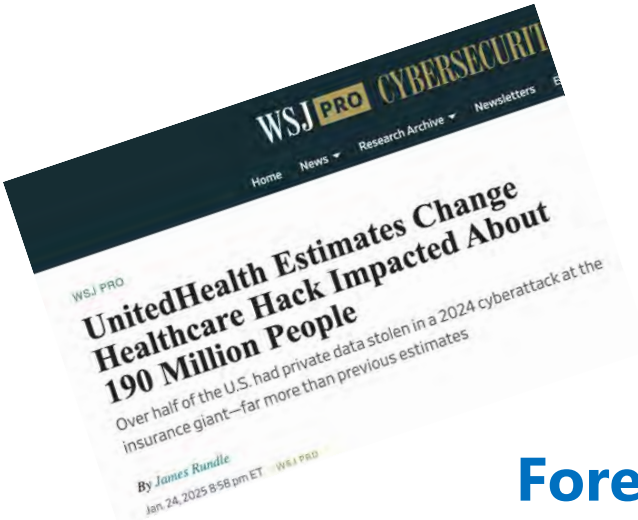 WSJ PRO CYBERSECURIT
Home News Research Archive Newsletters E
WSJ PRO
UnitedHealth Estimates Change
Healthcare Hack Impacted About
190 Million People
Over half of the U.S. had private data stolen in a 2024 cyberattack at the
insurance giant—far more than previous estimates
By James Rundle
Jan. 24, 2025 8:58 pm ET WSJ PRO
Fore